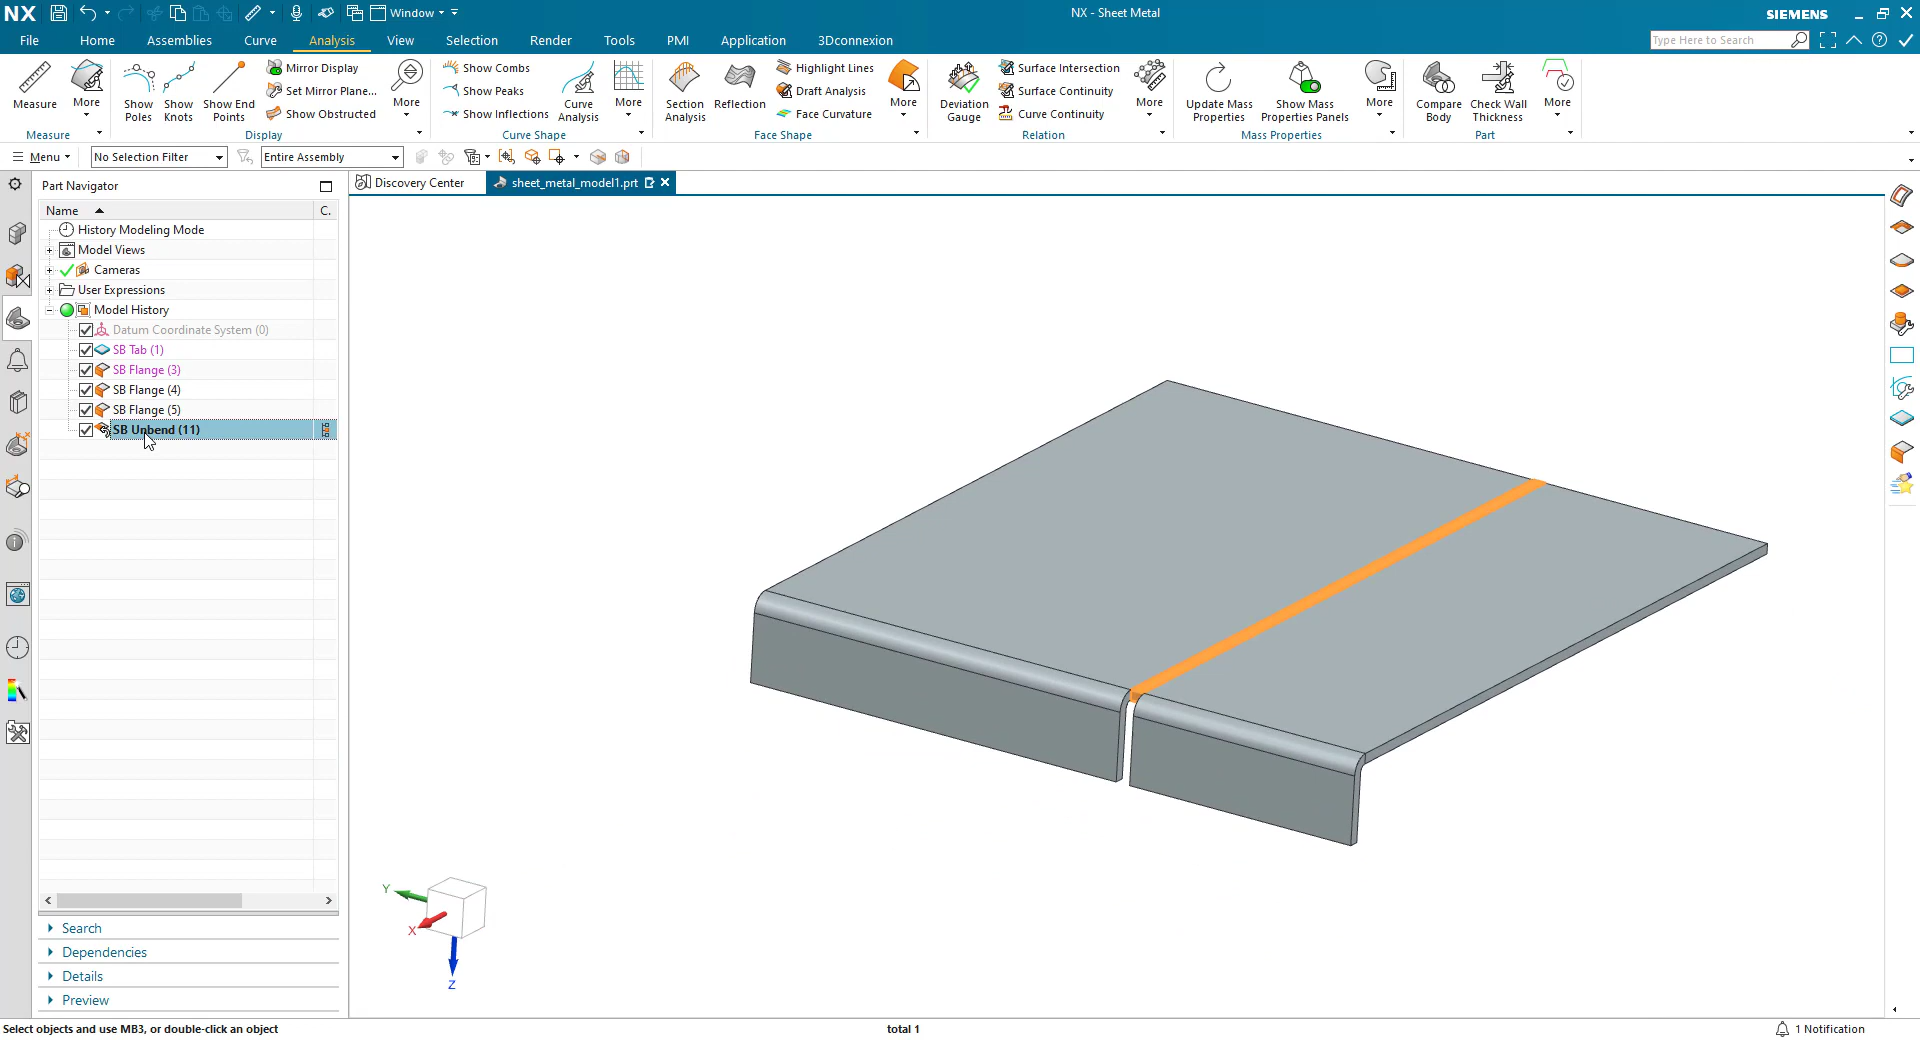 NX
Window
NX - Sheet Metal
SIEMENS
File Home Assemblies Curve Analysis View Selection Render Tools PMI Application 3Dconnexion
Type Here to Search
Measure
More
Measure
Show Poles
Show Knots
Show End Points
Mirror Display
Set Mirror Plane...
Show Obstructed
More
Display
Show Combs
Show Peaks
Show Inflections
Curve Analysis
More
Curve Shape
Section Analysis
Reflection
Highlight Lines
Draft Analysis
Face Curvature
More
Face Shape
Deviation Gauge
Surface Intersection
Surface Continuity
Curve Continuity
More
Relation
Update Mass Properties
Show Mass Properties Panels
More
Mass Properties
Compare Body
Check Wall Thickness
More
Part
Menu
No Selection Filter
Entire Assembly
Part Navigator
Discovery Center
sheet_metal_model1.prt
Name
C.
History Modeling Mode
Model Views
Cameras
User Expressions
Model History
Datum Coordinate System (0)
SB Tab (1)
SB Flange (3)
SB Flange (4)
SB Flange (5)
SB Unbend (11)
Search
Dependencies
Details
Preview
Y
X
Z
Select objects and use MB3, or double-click an object
total 1
1 Notification